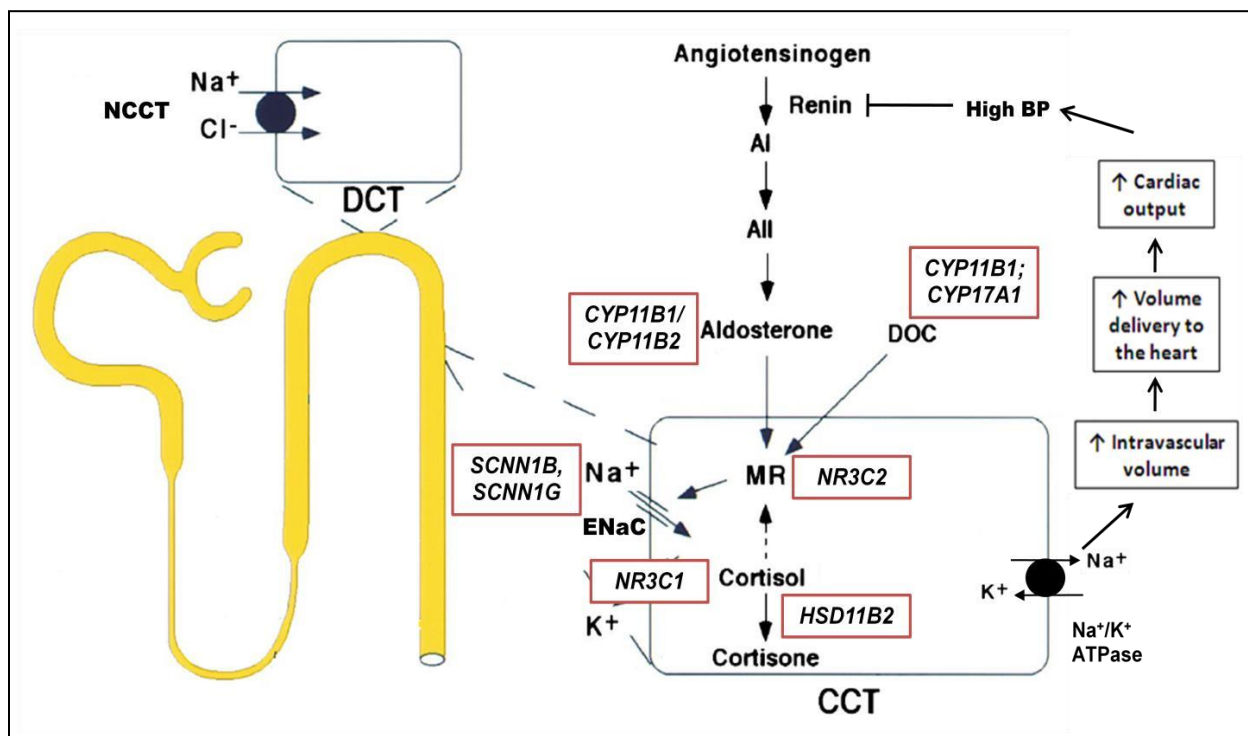 Na⁺
NCCT
Cl⁻
DCT
Angiotensinogen
Renin
High BP
AI
AII
↑ Cardiac
output
CYP11B1;
CYP17A1
CYP11B1/
CYP11B2
Aldosterone
DOC
↑ Volume
delivery to
the heart
↑ Intravascular
volume
SCNN1B,
SCNN1G
Na⁺
MR
NR3C2
ENaC
NR3C1
Cortisol
K⁺
HSD11B2
Cortisone
CCT
Na⁺
K⁺
Na⁺/K⁺
ATPase